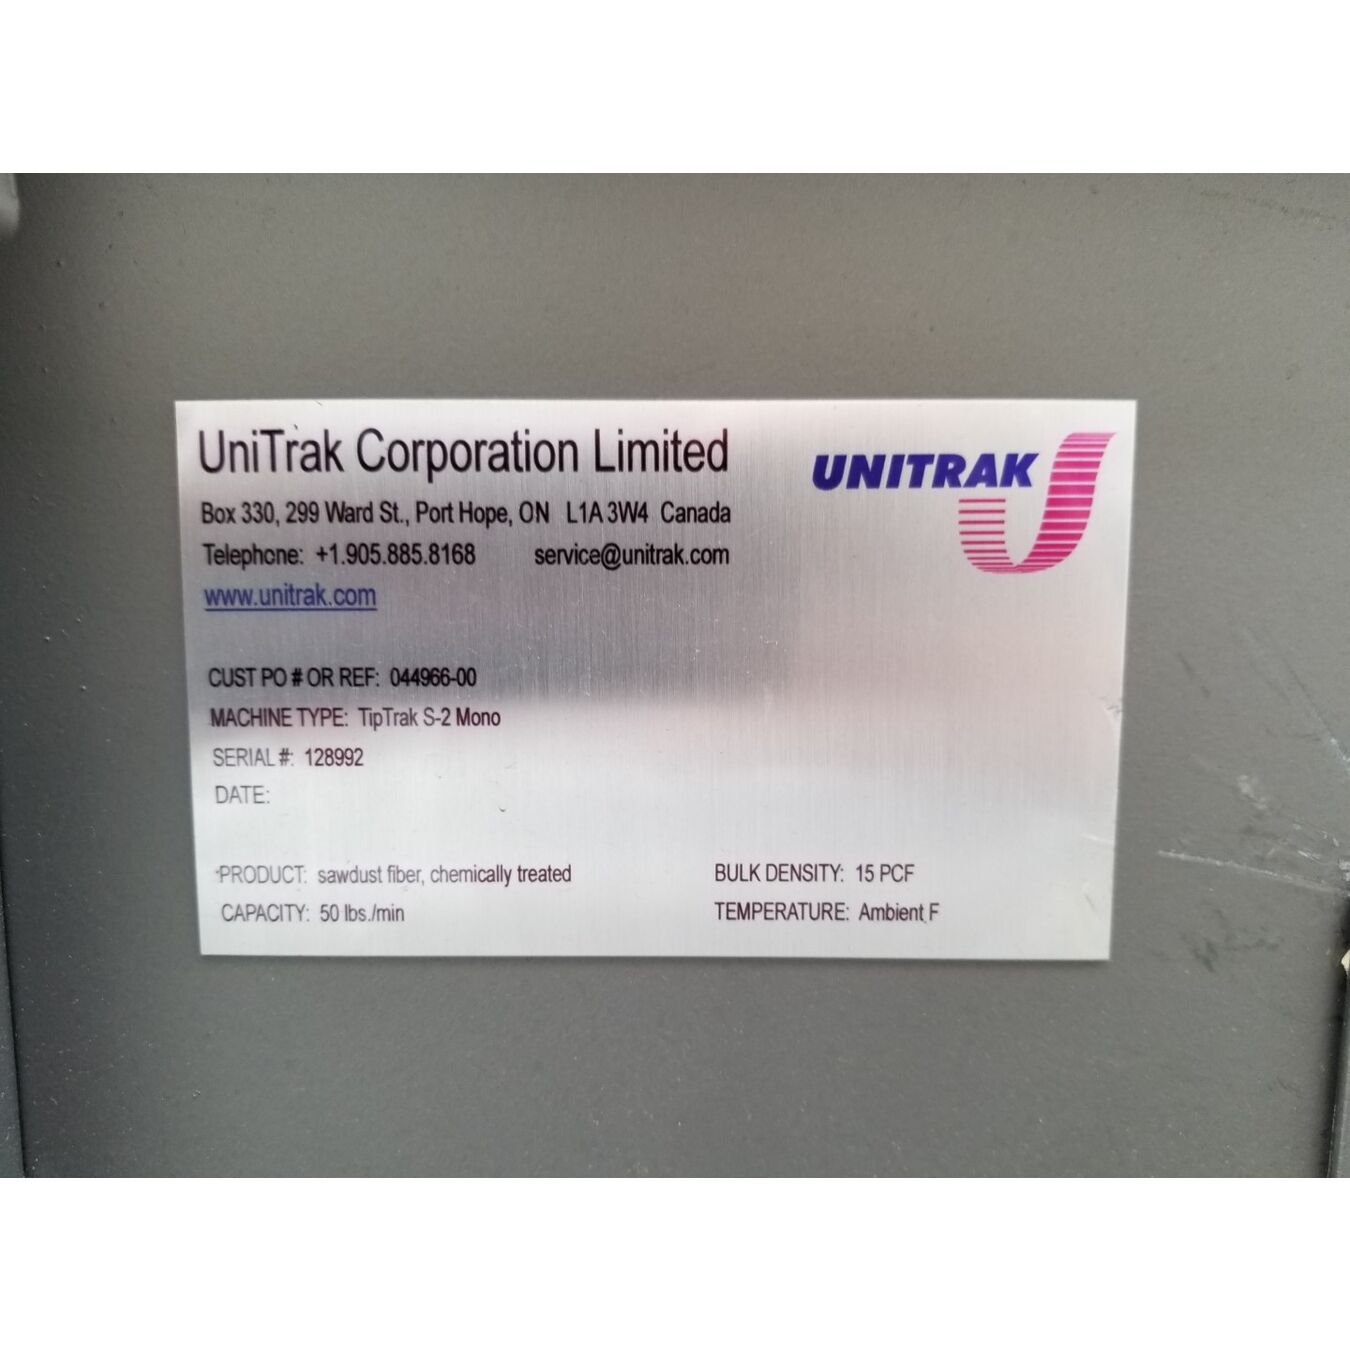 UniTrak Corporation Limited
UNITRAK
Box 330, 299 Ward St., Port Hope, ON L1A 3W4 Canada
Telephone: +1.905.885.8168 service@unitrak.com
www.unitrak.com
CUST PO # OR REF: 044966-00
MACHINE TYPE: TipTrak S-2 Mono
SERIAL #: 128992
DATE:
PRODUCT: sawdust fiber, chemically treated BULK DENSITY: 15 PCF
CAPACITY: 50 lbs./min TEMPERATURE: Ambient F